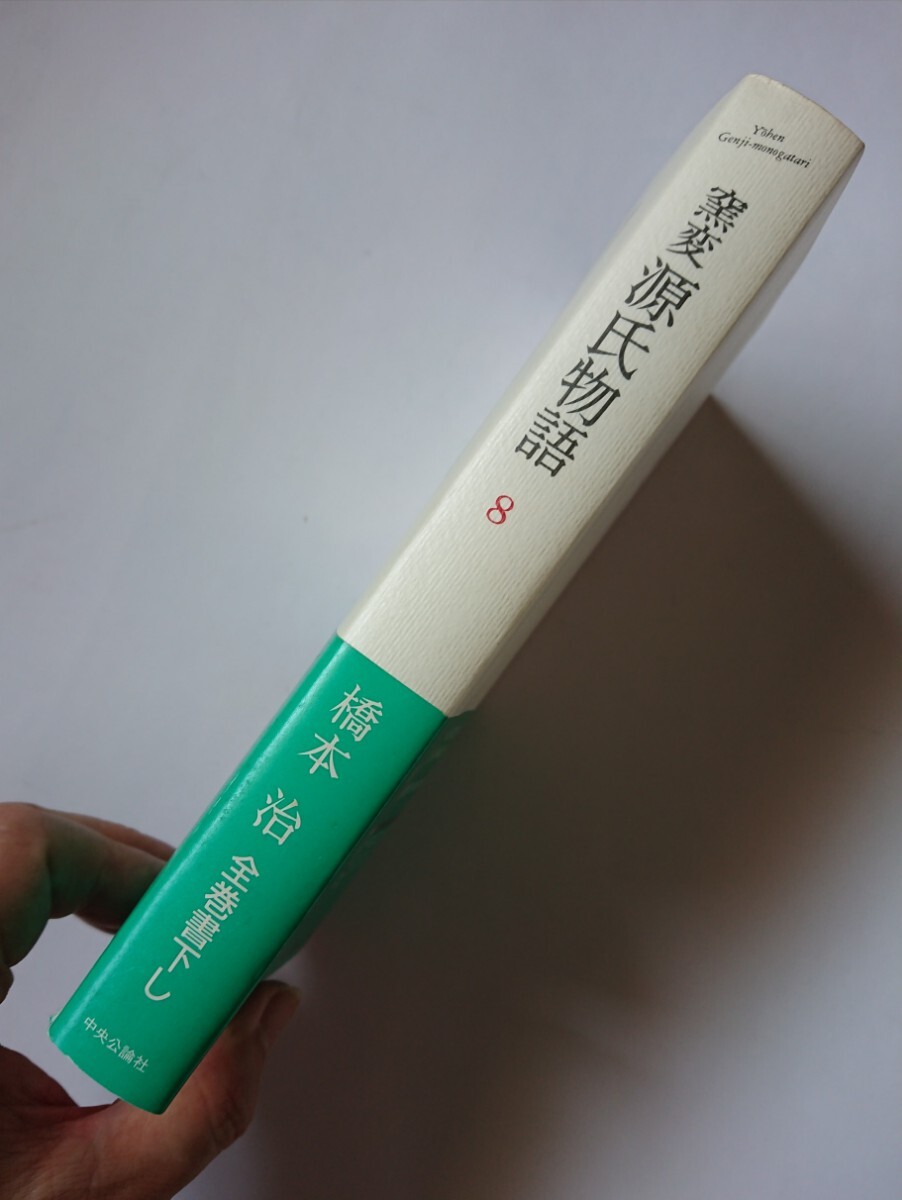 Yōhen
Genji-monogatari
窯変 源氏物語
8
橋本 治
全巻書下し
中央公論社